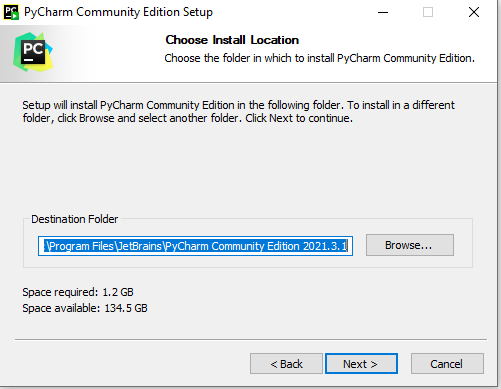 PyCharm Community Edition Setup
PC
Choose Install Location
Choose the folder in which to install PyCharm Community Edition.
Setup will install PyCharm Community Edition in the following folder. To install in a different
folder, click Browse and select another folder. Click Next to continue.
Destination Folder
:\Program Files\JetBrains\PyCharm Community Edition 2021.3.1
Browse...
Space required: 1.2 GB
Space available: 134.5 GB
< Back
Next >
Cancel